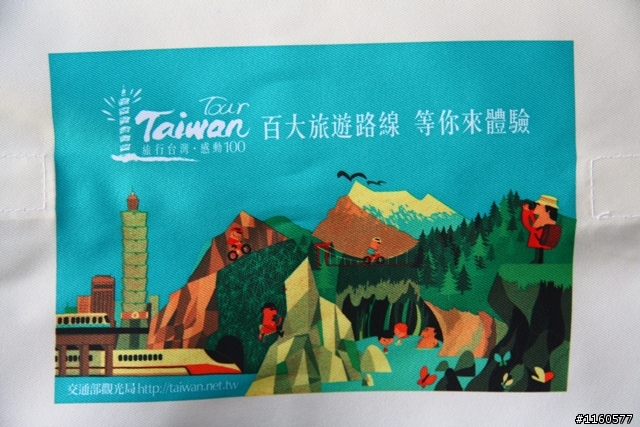 Tour
Taiwan
旅行台灣・感動100
百大旅遊路線 等你來體驗
交通部觀光局 http://taiwan.net.tw
#1160577